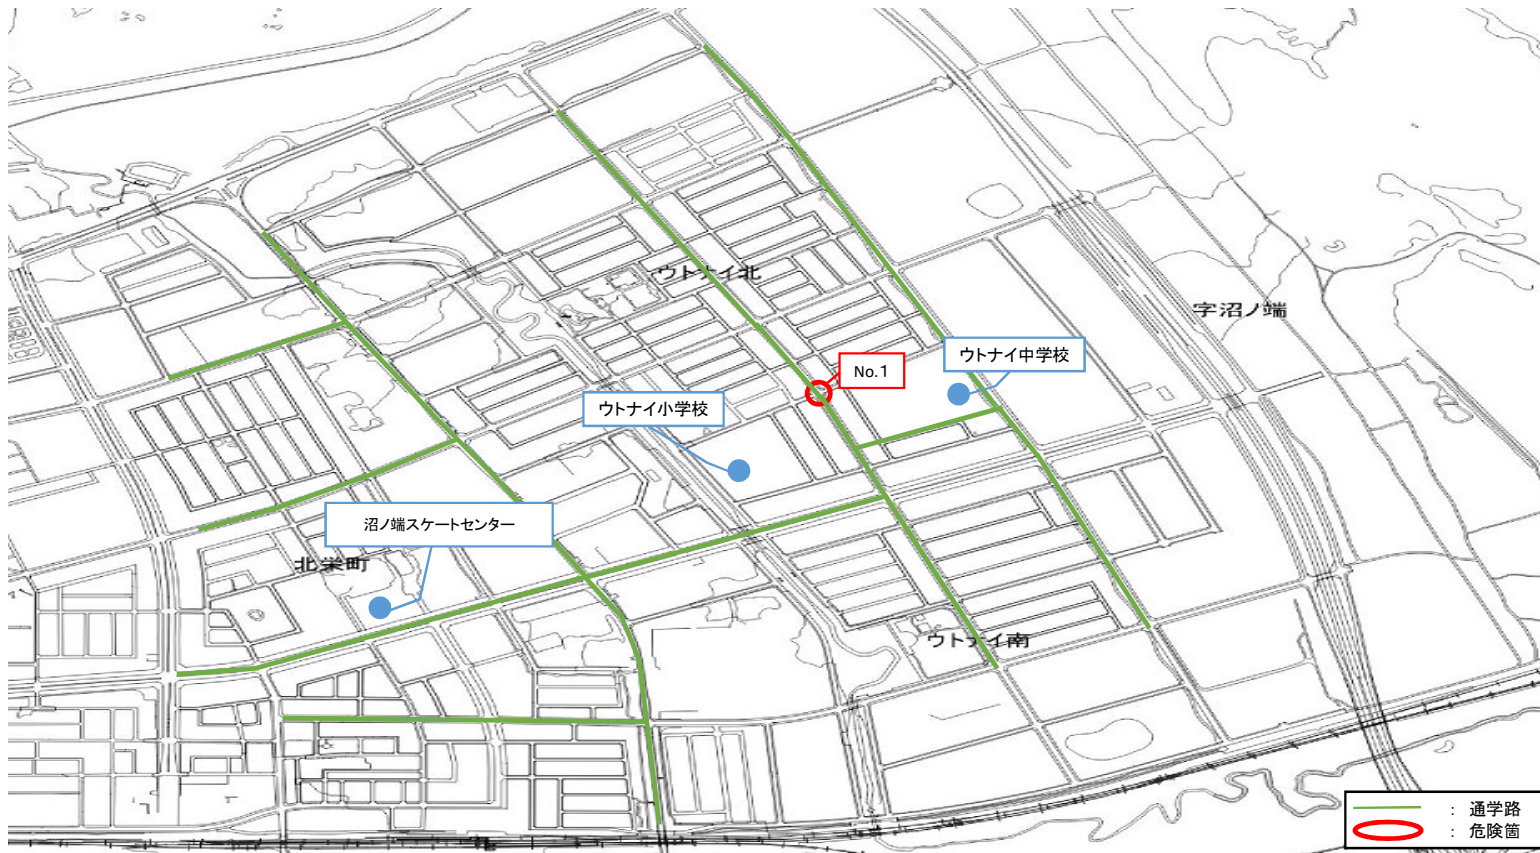 ウトナイ北
字沼ノ端
ウトナイ中学校
No.1
ウトナイ小学校
沼ノ端スケートセンター
北栄町
ウトナイ南
: 通学路
: 危険箇